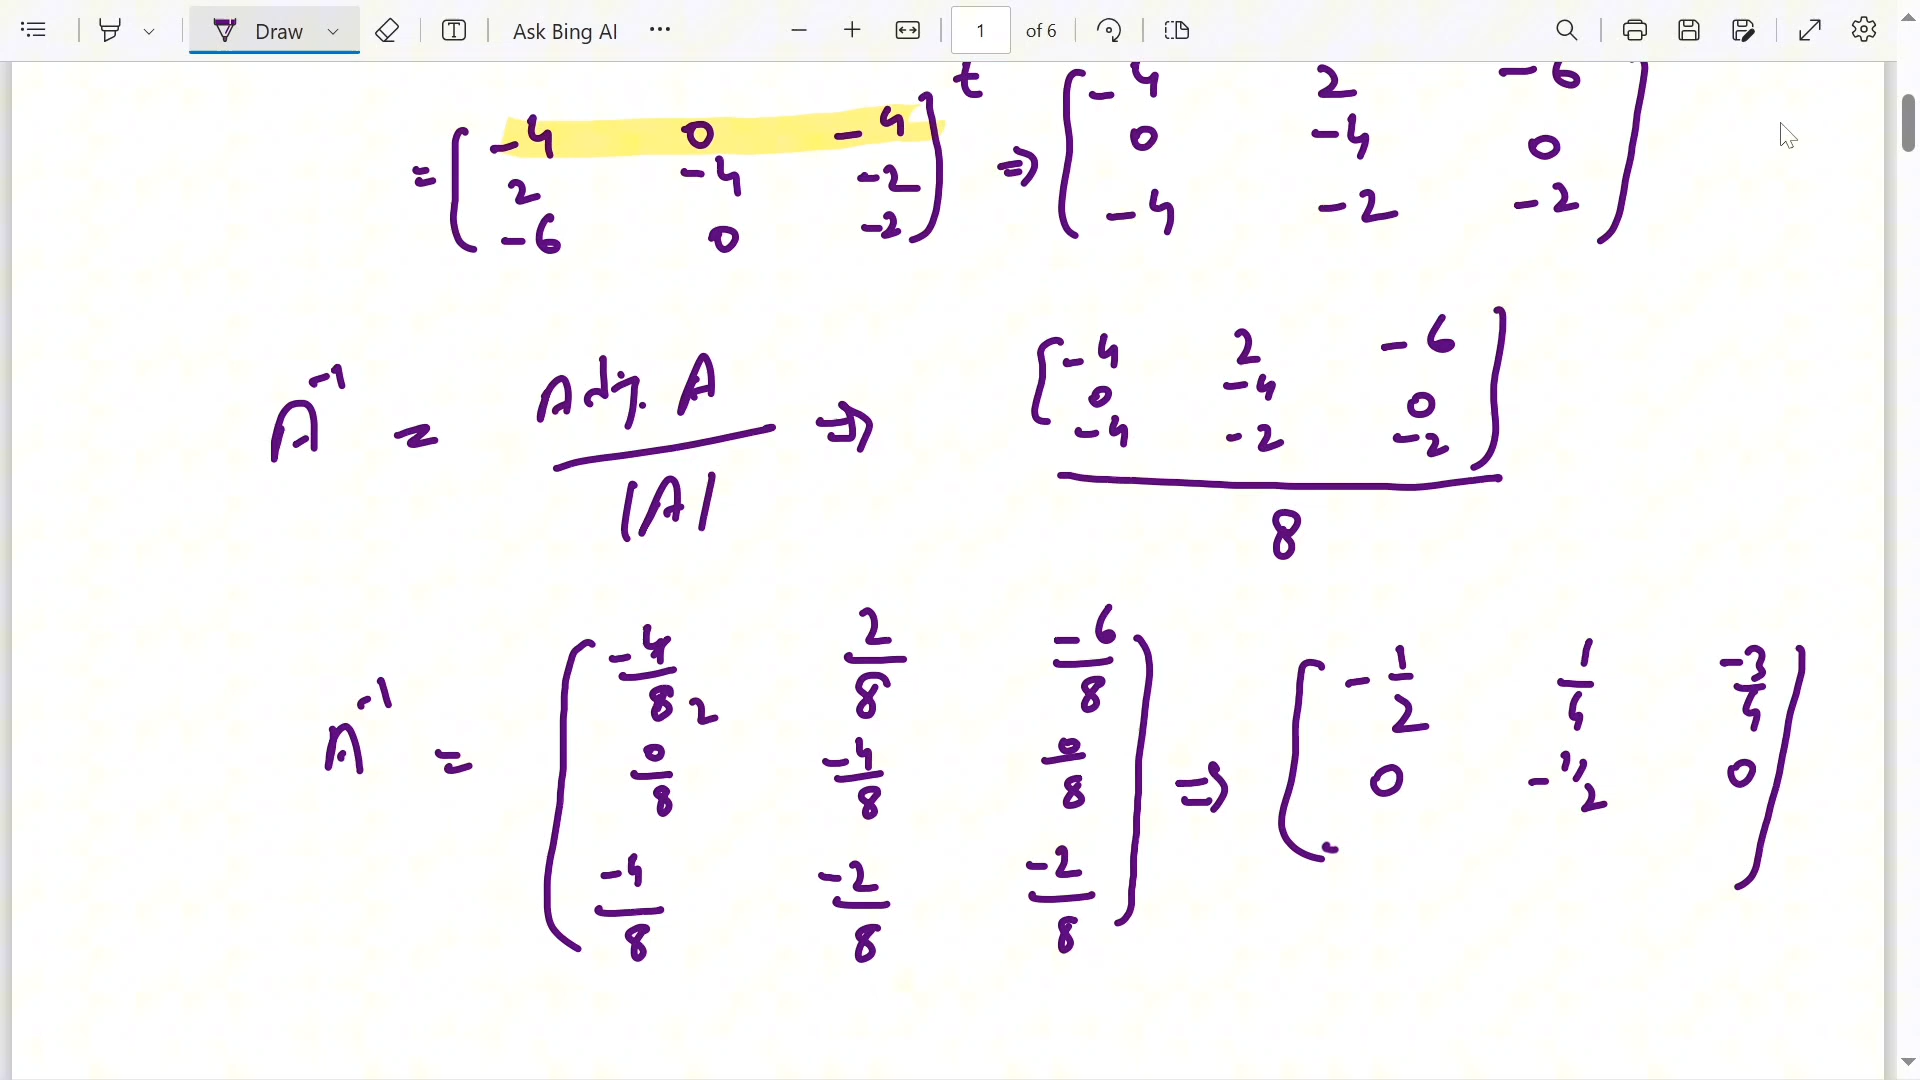 Draw Ask Bing AI 1 of 6
= [ -4 0 -4 ]t => [ -4 2 -6 ]
2 -4 -2 0 -4 0
-6 0 -2 -4 -2 -2
A-1 = Adj. A / |A| => [ -4 2 -6 ]
0 -4 0
-4 -2 -2
8
A-1 = [ -4/8 2 2/8 -6/8 ] => [ -1/2 1/4 -3/4 ]
0/8 -4/8 0/8 0 -1/2 0
-4/8 -2/8 -2/8 -